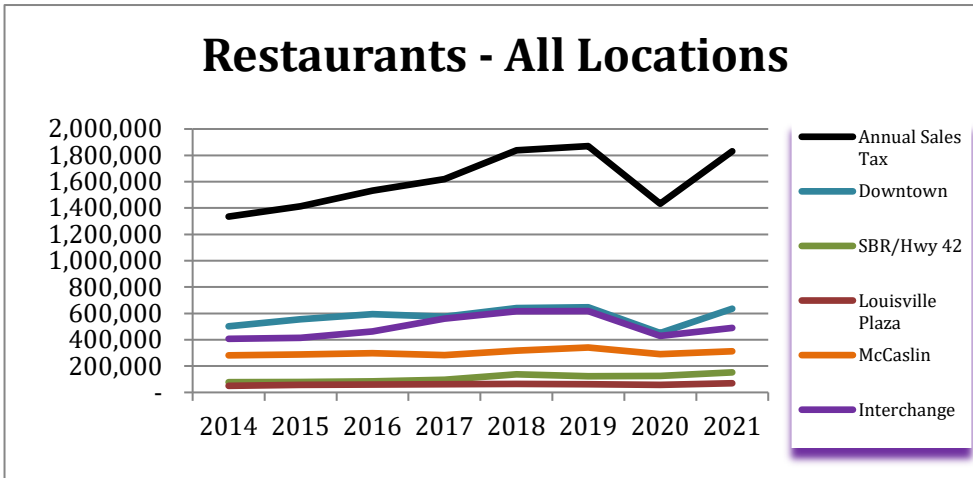 Restaurants - All Locations
2,000,000
1,800,000
1,600,000
1,400,000
1,200,000
1,000,000
800,000
600,000
400,000
200,000
-
2014 2015 2016 2017 2018 2019 2020 2021
Annual Sales
Tax
Downtown
SBR/Hwy 42
Louisville
Plaza
McCaslin
Interchange